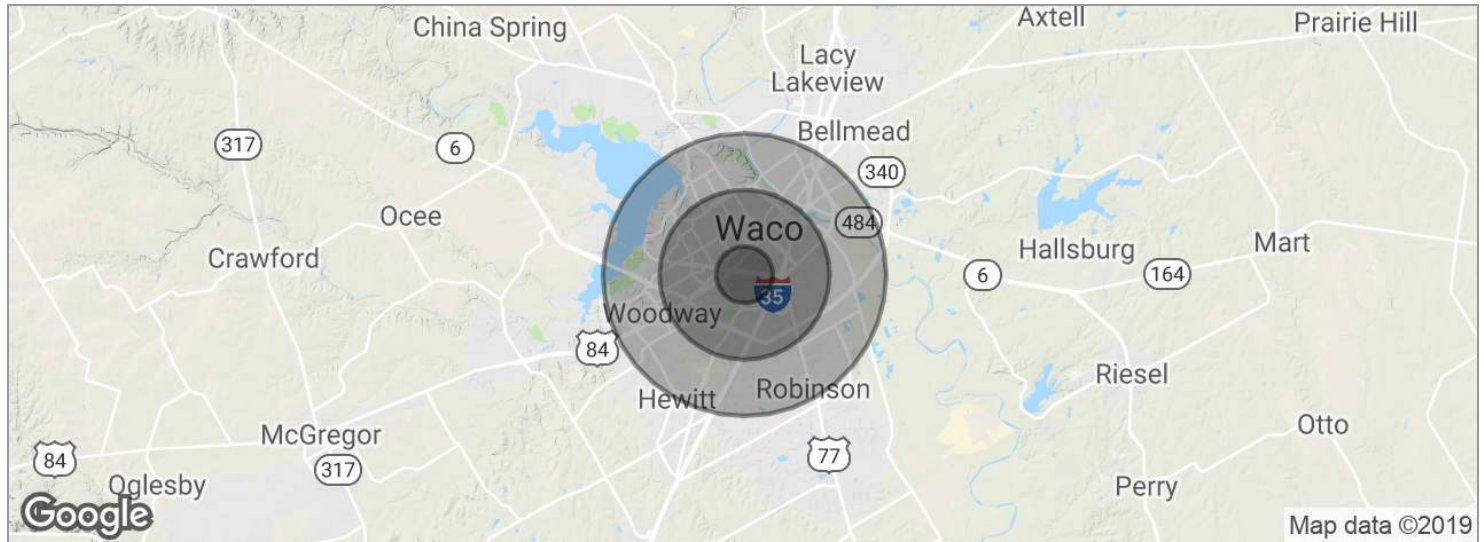 China Spring
Axtell
Prairie Hill
Lacy
Lakeview
Bellmead
317
6
340
Ocee
484
Waco
Crawford
Hallsburg
Mart
6
164
35
Woodway
84
Riesel
Hewitt
Robinson
Otto
McGregor
317
84
77
Oglesby
Perry
Google
Map data ©2019